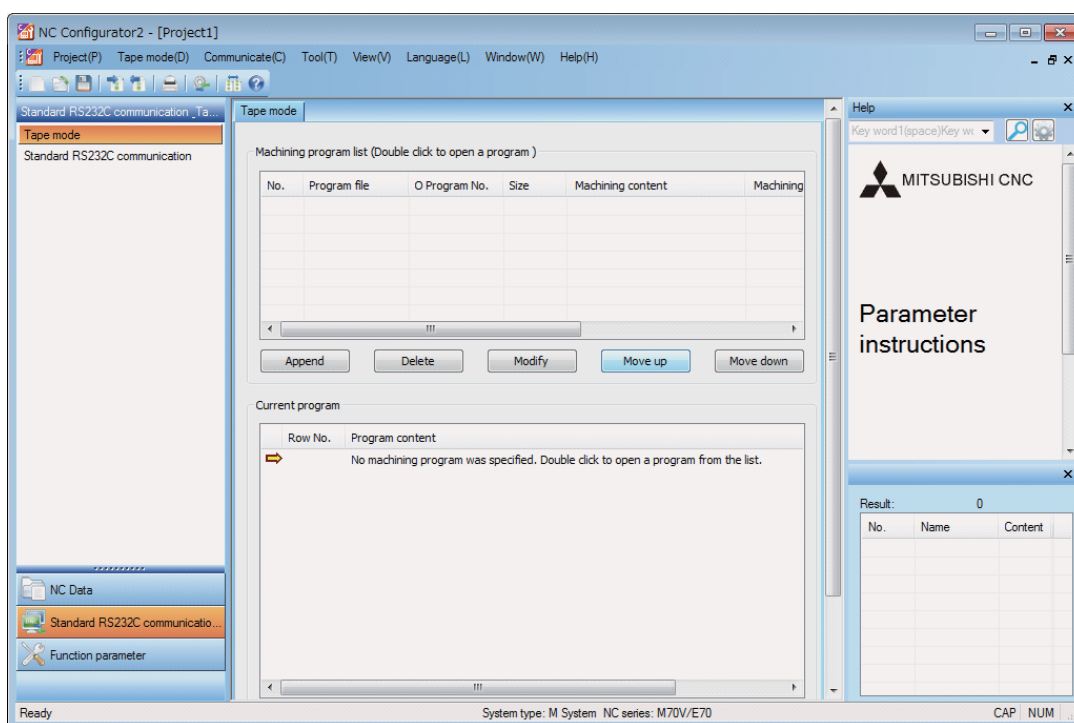 NC Configurator2 - [Project1]
Project(P) Tape mode(D) Communicate(C) Tool(T) View(V) Language(L) Window(W) Help(H)
Standard RS232C communication _Ta...
Tape mode
Standard RS232C communication
NC Data
Standard RS232C communicatio...
Function parameter
Tape mode
Machining program list (Double click to open a program )
No. Program file O Program No. Size Machining content Machining
Append Delete Modify Move up Move down
Current program
Row No. Program content
No machining program was specified. Double click to open a program from the list.
Help
Key word1(space)Key w
MITSUBISHI CNC
Parameter
instructions
Result: 0
No. Name Content
Ready System type: M System NC series: M70V/E70 CAP NUM